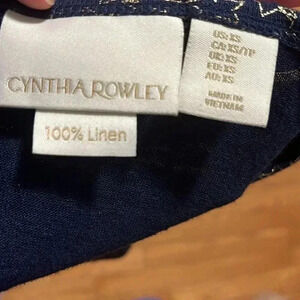 CYNTHIA ROWLEY
100% Linen
US: XS
CA: XS/TP
UK: XS
EU: XS
AU: XS
MADE IN
VIETNAM